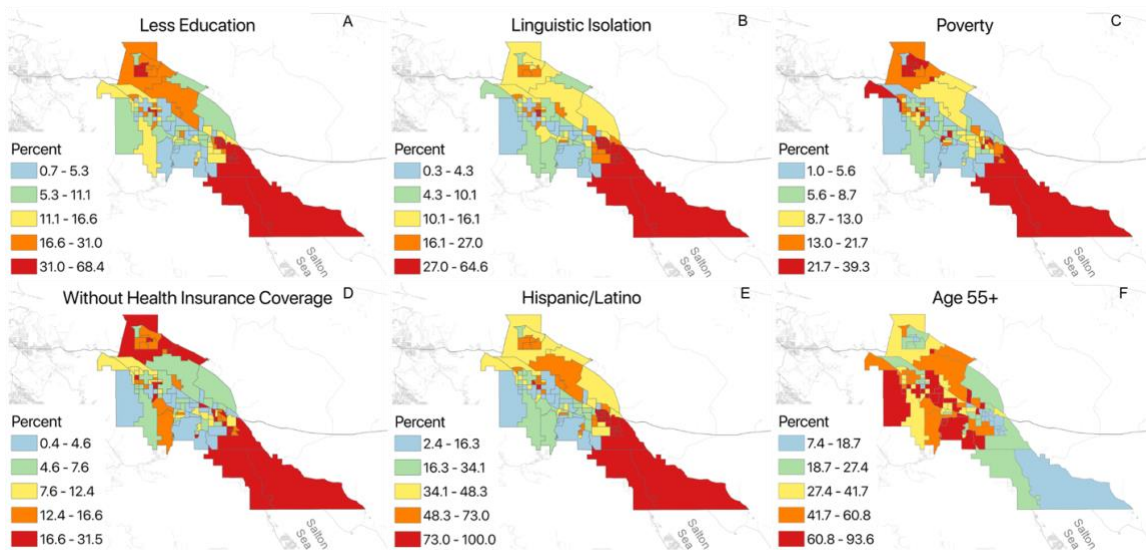 Less Education
A
Percent
0.7 - 5.3
5.3 - 11.1
11.1 - 16.6
16.6 - 31.0
31.0 - 68.4
Salton
Sea
Linguistic Isolation
B
Percent
0.3 - 4.3
4.3 - 10.1
10.1 - 16.1
16.1 - 27.0
27.0 - 64.6
Salton
Sea
Poverty
C
Percent
1.0 - 5.6
5.6 - 8.7
8.7 - 13.0
13.0 - 21.7
21.7 - 39.3
Salton
Sea
Without Health Insurance Coverage
D
Percent
0.4 - 4.6
4.6 - 7.6
7.6 - 12.4
12.4 - 16.6
16.6 - 31.5
Salton
Sea
Hispanic/Latino
E
Percent
2.4 - 16.3
16.3 - 34.1
34.1 - 48.3
48.3 - 73.0
73.0 - 100.0
Salton
Sea
Age 55+
F
Percent
7.4 - 18.7
18.7 - 27.4
27.4 - 41.7
41.7 - 60.8
60.8 - 93.6
Salton
Sea